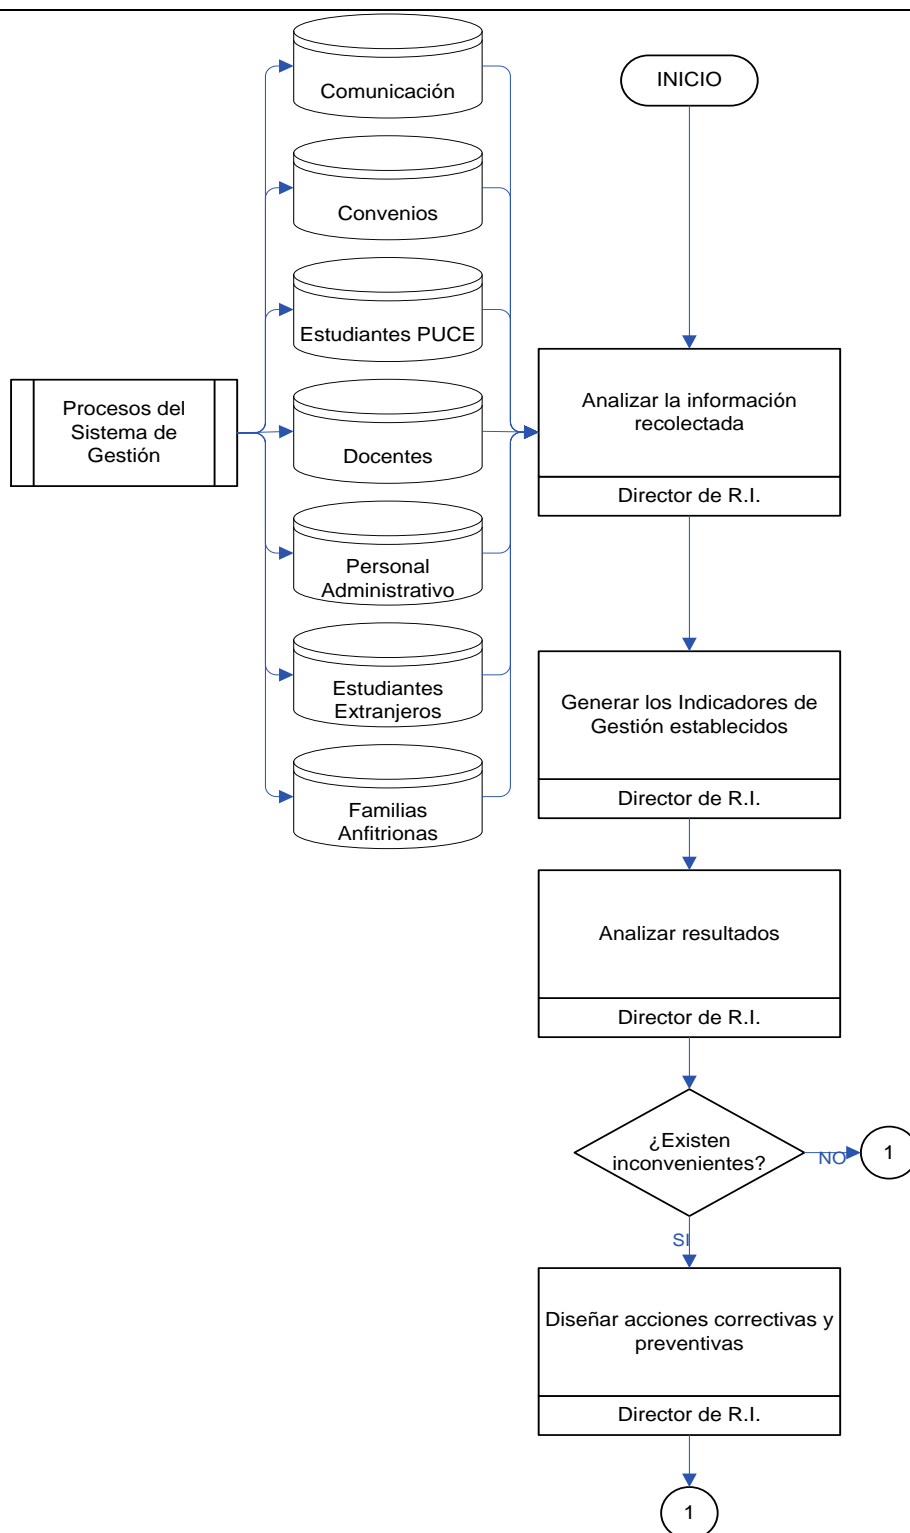 Comunicación
INICIO
Convenios
Estudiantes PUCE
Procesos del
Sistema de
Gestión
Docentes
Analizar la información
recolectada
Director de R.I.
Personal
Administrativo
Estudiantes
Extranjeros
Familias
Anfitrionas
Generar los Indicadores de
Gestión establecidos
Director de R.I.
Analizar resultados
Director de R.I.
¿Existen
inconvenientes?
NO
1
SI
Diseñar acciones correctivas y
preventivas
Director de R.I.
1